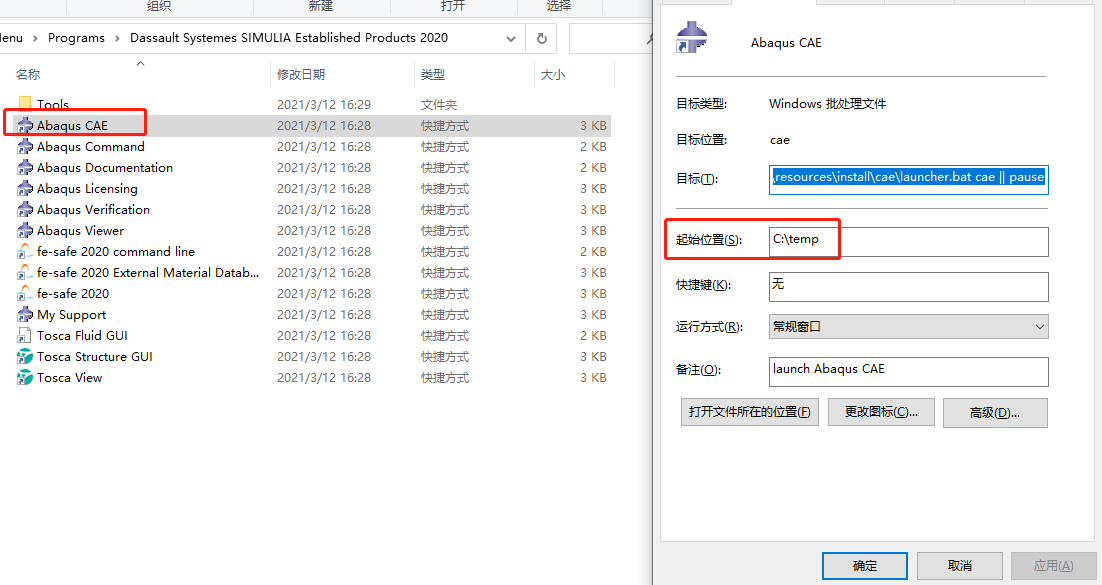 组织
新建
打开
选择
Programs
Dassault Systemes SIMULIA Established Products 2020
名称
修改日期
类型
大小
Tools
2021/3/12 16:29
文件夹
Abaqus CAE
2021/3/12 16:28
快捷方式
3 KB
Abaqus Command
2021/3/12 16:28
快捷方式
2 KB
Abaqus Documentation
2021/3/12 16:28
快捷方式
2 KB
Abaqus Licensing
2021/3/12 16:28
快捷方式
3 KB
Abaqus Verification
2021/3/12 16:28
快捷方式
3 KB
Abaqus Viewer
2021/3/12 16:28
快捷方式
3 KB
fe-safe 2020 command line
2021/3/12 16:28
快捷方式
2 KB
fe-safe 2020 External Material Datab...
2021/3/12 16:28
快捷方式
3 KB
fe-safe 2020
2021/3/12 16:28
快捷方式
3 KB
My Support
2021/3/12 16:28
快捷方式
3 KB
Tosca Fluid GUI
2021/3/12 16:28
快捷方式
2 KB
Tosca Structure GUI
2021/3/12 16:28
快捷方式
3 KB
Tosca View
2021/3/12 16:28
快捷方式
3 KB
Abaqus CAE
目标类型:
Windows 批处理文件
目标位置:
cae
目标(T):
\resources\install\cae\launcher.bat cae || pause
起始位置(S):
C:\temp
快捷键(K):
无
运行方式(R):
常规窗口
备注(O):
launch Abaqus CAE
打开文件所在的位置(F)
更改图标(C)...
高级(D)...
确定
取消
应用(A)